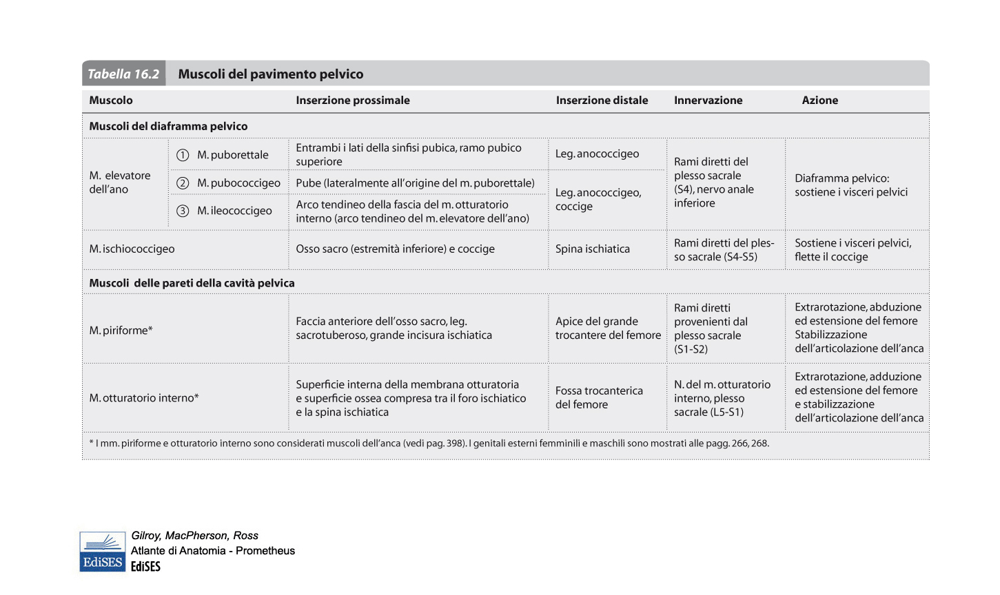 Tabella 16.2 Muscoli del pavimento pelvico
Muscolo Inserzione prossimale Inserzione distale Innervazione Azione
Muscoli del diaframma pelvico
M. elevatore
dell'ano
1 M. puborettale
Entrambi i lati della sinfisi pubica, ramo pubico
superiore
Leg. anococcigeo
2 M. pubococcigeo
Pube (lateralmente all'origine del m. puborettale)
3 M. ileococcigeo
Arco tendineo della fascia del m. otturatorio
interno (arco tendineo del m. elevatore dell'ano)
Leg. anococcigeo,
coccige
Rami diretti del
plesso sacrale
(S4), nervo anale
inferiore
Diaframma pelvico:
sostiene i visceri pelvici
M. ischiococcigeo
Osso sacro (estremità inferiore) e coccige
Spina ischiatica
Rami diretti del ples-
so sacrale (S4-S5)
Sostiene i visceri pelvici,
flette il coccige
Muscoli delle pareti della cavità pelvica
M. piriforme*
Faccia anteriore dell'osso sacro, leg.
sacrotuberoso, grande incisura ischiatica
Apice del grande
trocantere del femore
Rami diretti
provenienti dal
plesso sacrale
(S1-S2)
Extrarotazione, abduzione
ed estensione del femore
Stabilizzazione
dell'articolazione dell'anca
M. otturatorio interno*
Superficie interna della membrana otturatoria
e superficie ossea compresa tra il foro ischiatico
e la spina ischiatica
Fossa trocanterica
del femore
N. del m. otturatorio
interno, plesso
sacrale (L5-S1)
Extrarotazione, adduzione
ed estensione del femore
e stabilizzazione
dell'articolazione dell'anca
* I mm. piriforme e otturatorio interno sono considerati muscoli dell'anca (vedi pag. 398). I genitali esterni femminili e maschili sono mostrati alle pagg. 266, 268.
EdiSES
Gilroy, MacPherson, Ross
Atlante di Anatomia - Prometheus
EdiSES